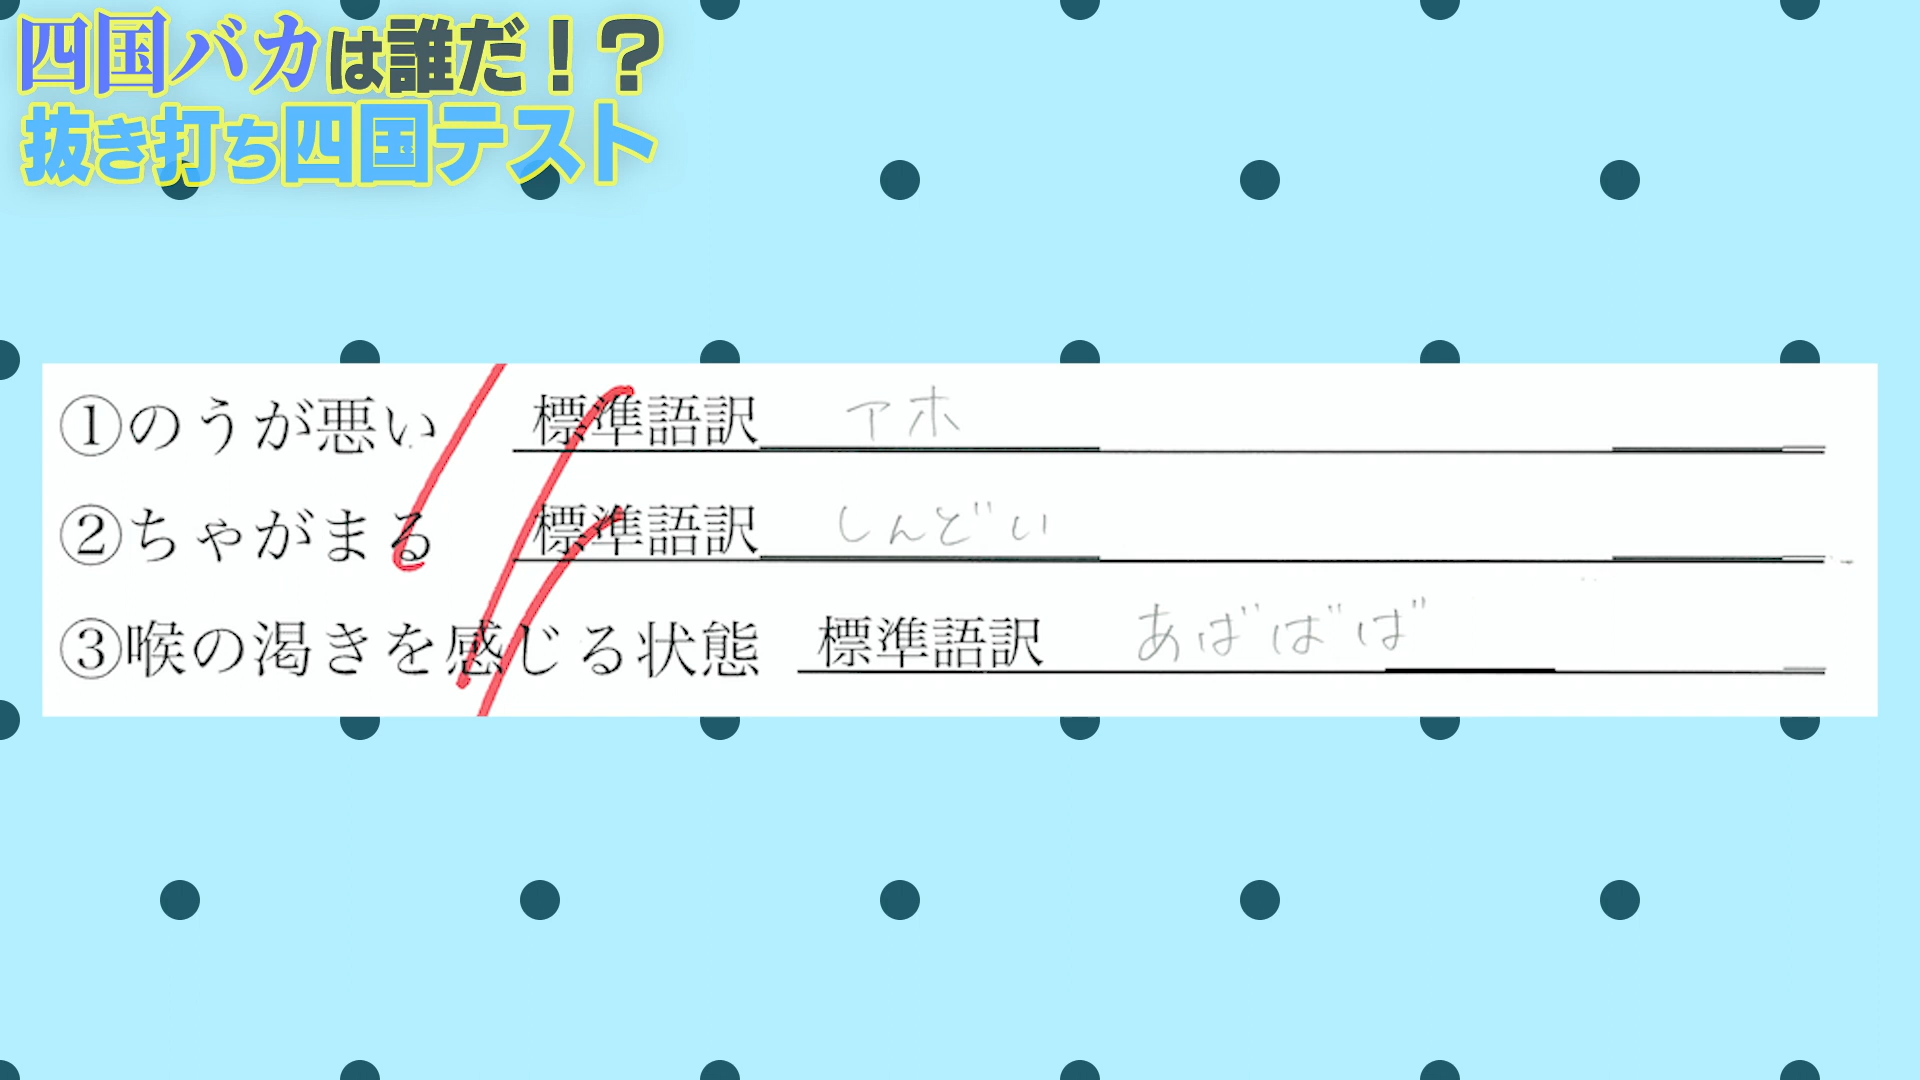 四国バカは誰だ！？
抜き打ち四国テスト
①のうが悪い 標準語訳 アホ
②ちゃがまる 標準語訳 しんどい
③喉の渇きを感じる状態 標準語訳 あばばば